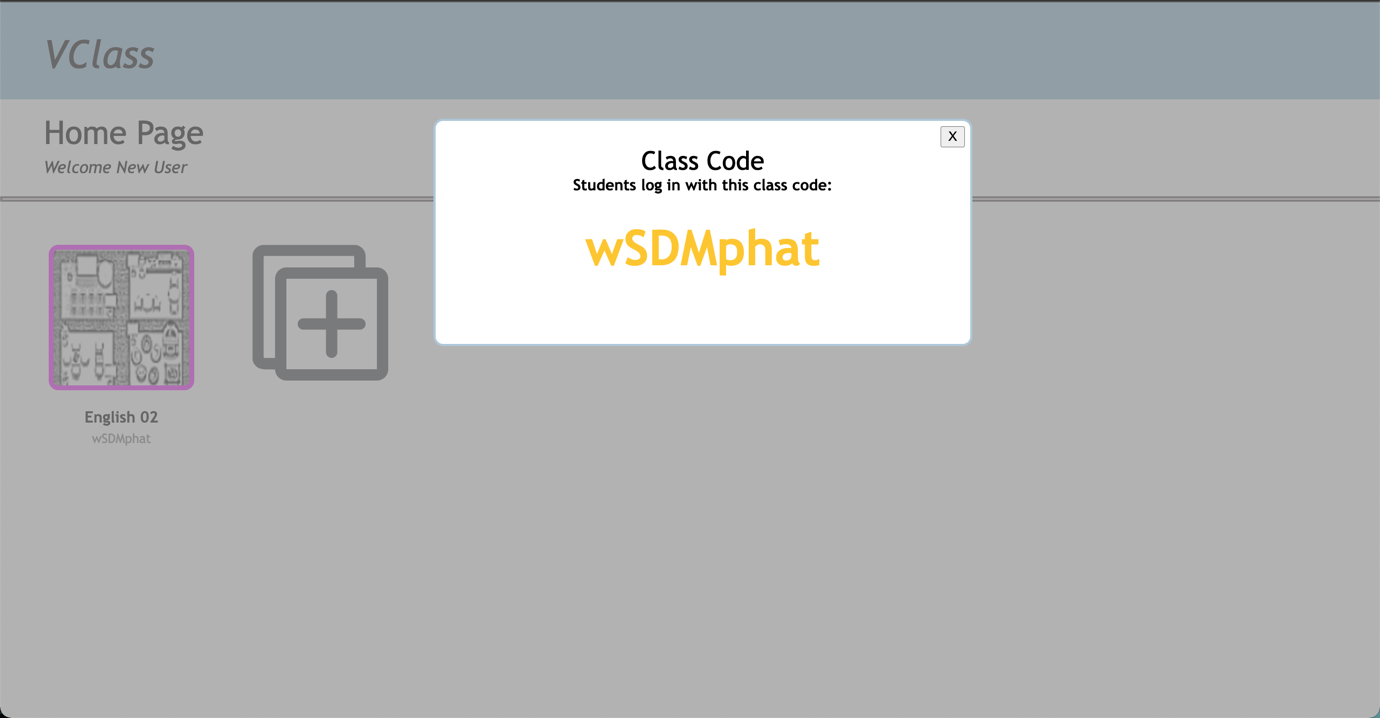 VClass
Home Page
Welcome New User
X
Class Code
Students log in with this class code:
wSDMphat
English 02
wSDMphat